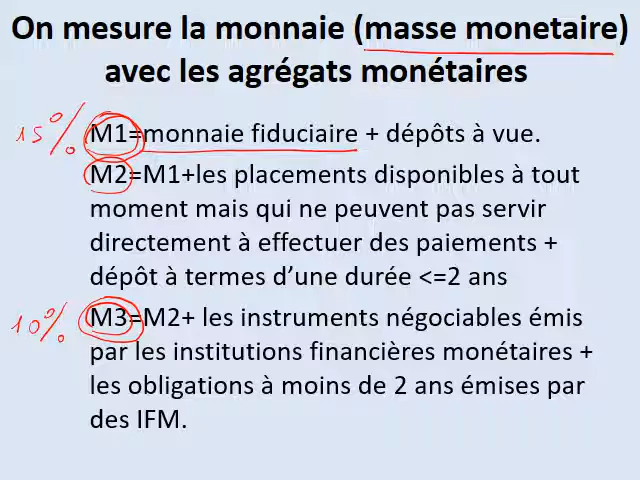 On mesure la monnaie (masse monetaire)
avec les agrégats monétaires
15% M1=monnaie fiduciaire + dépôts à vue.
M2=M1+les placements disponibles à tout
moment mais qui ne peuvent pas servir
directement à effectuer des paiements +
dépôt à termes d’une durée <=2 ans
10% M3=M2+ les instruments négociables émis
par les institutions financières monétaires +
les obligations à moins de 2 ans émises par
des IFM.